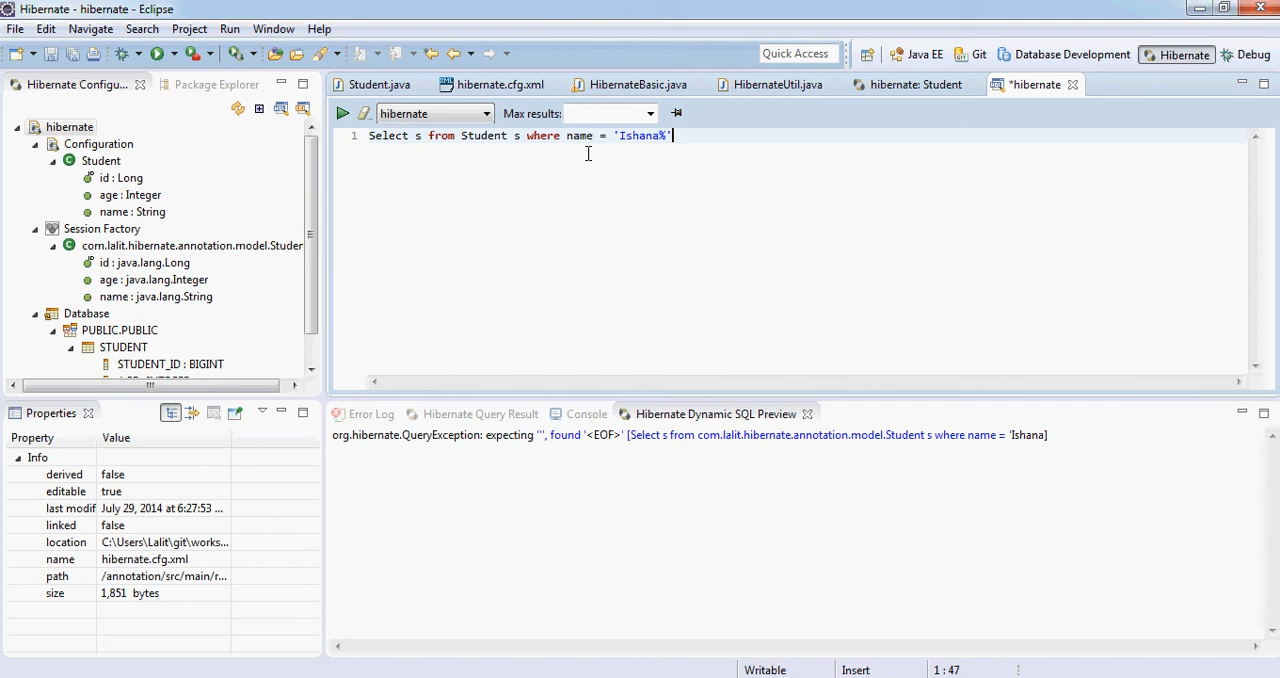 Hibernate - hibernate - Eclipse
File Edit Navigate Search Project Run Window Help
Quick Access Java EE Git Database Development Hibernate Debug
Hibernate Configu... Package Explorer
Student.java hibernate.cfg.xml HibernateBasic.java HibernateUtil.java hibernate: Student *hibernate
hibernate Max results:
1 Select s from Student s where name = 'Ishana%'
hibernate
Configuration
Student
id : Long
age : Integer
name : String
Session Factory
com.lalit.hibernate.annotation.model.Studer
id : java.lang.Long
age : java.lang.Integer
name : java.lang.String
Database
PUBLIC.PUBLIC
STUDENT
STUDENT_ID : BIGINT
Properties
Property Value
Info
derived false
editable true
last modif July 29, 2014 at 6:27:53 ...
linked false
location C:\Users\Lalit\git\works...
name hibernate.cfg.xml
path /annotation/src/main/r...
size 1,851 bytes
Error Log Hibernate Query Result Console Hibernate Dynamic SQL Preview
org.hibernate.QueryException: expecting ''', found '<EOF>' [Select s from com.lalit.hibernate.annotation.model.Student s where name = 'Ishana]
Writable Insert 1 : 47